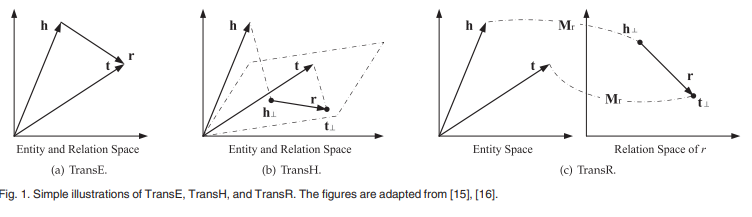 h
r
t
Entity and Relation Space
(a) TransE.
h
t
r
h⊥
t⊥
Entity and Relation Space
(b) TransH.
h
t
Entity Space
Mr
Mr
h⊥
r
t⊥
Relation Space of r
(c) TransR.
Fig. 1. Simple illustrations of TransE, TransH, and TransR. The figures are adapted from [15], [16].